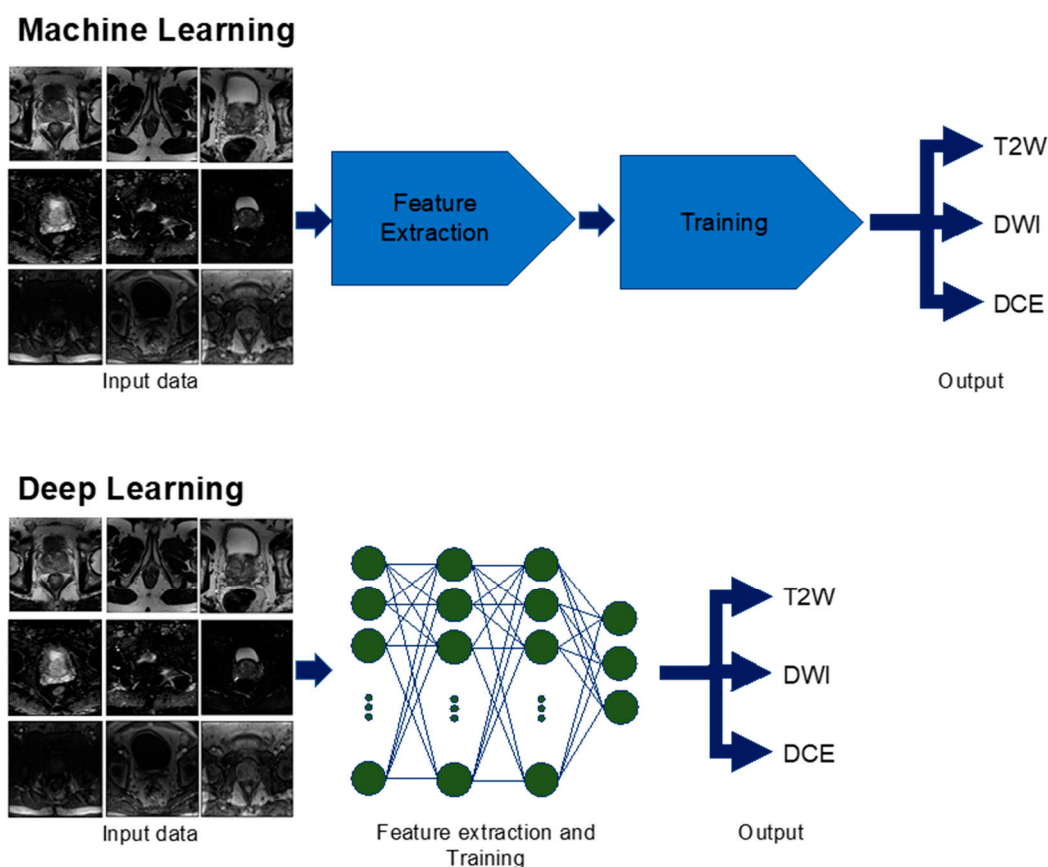 Machine Learning
Feature
Extraction
Training
T2W
DWI
DCE
Input data
Output
Deep Learning
T2W
DWI
DCE
Input data
Feature extraction and
Training
Output